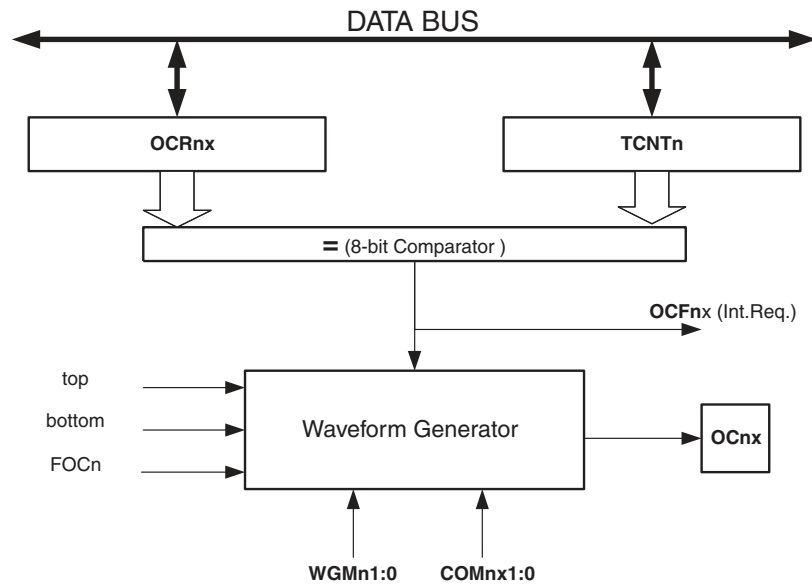 DATA BUS
OCRnx
TCNTn
= (8-bit Comparator )
OCFnx (Int.Req.)
top
bottom
FOCn
Waveform Generator
OCnx
WGMn1:0
COMnx1:0